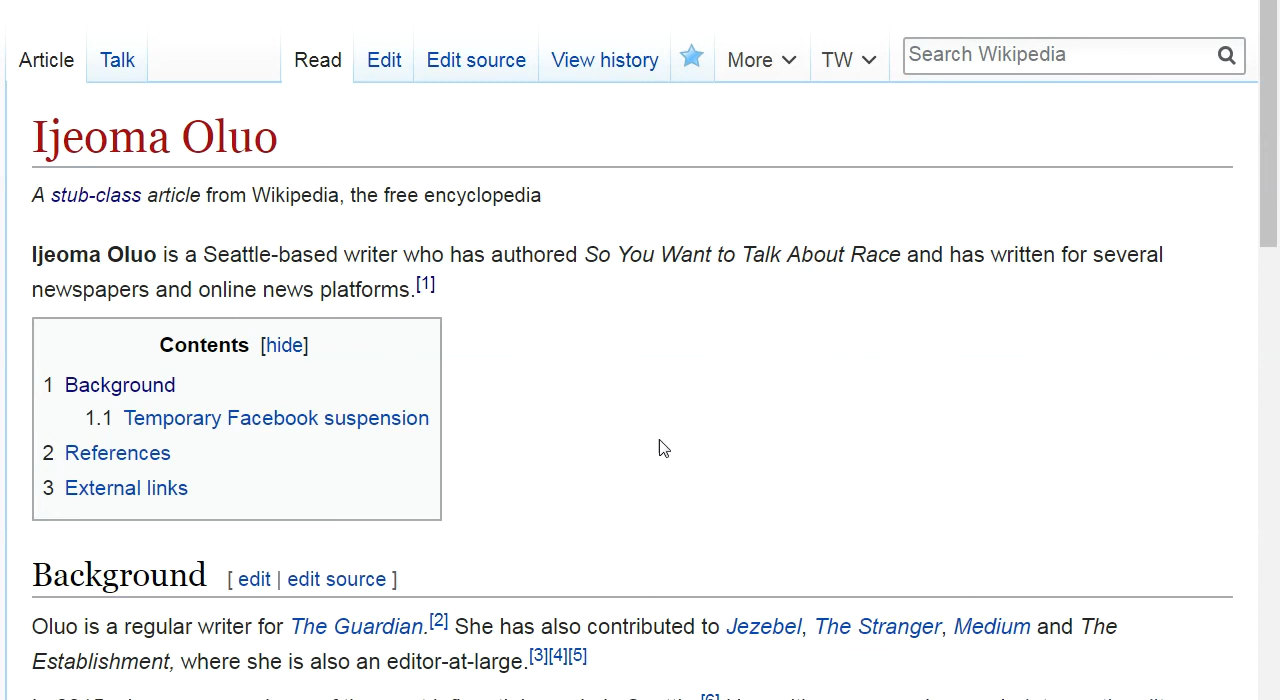 Article Talk Read Edit Edit source View history More TW Search Wikipedia
Ijeoma Oluo
A stub-class article from Wikipedia, the free encyclopedia
Ijeoma Oluo is a Seattle-based writer who has authored So You Want to Talk About Race and has written for several
newspapers and online news platforms.[1]
Contents [hide]
1 Background
1.1 Temporary Facebook suspension
2 References
3 External links
Background [ edit | edit source ]
Oluo is a regular writer for The Guardian.[2] She has also contributed to Jezebel, The Stranger, Medium and The
Establishment, where she is also an editor-at-large.[3][4][5]